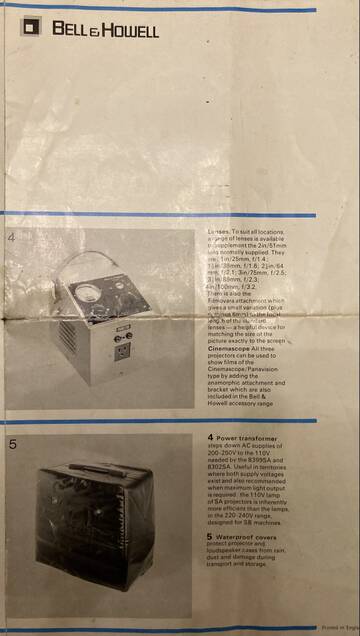 BELL & HOWELL
4
Lenses. To suit all locations,
a range of lenses is available
to supplement the 2in/51mm
lens normally supplied. They
are: 1in/25mm, f/1.4;
1½in/38mm, f/1.6; 2½in/64
mm, f/2.1; 3in/75mm, f/2.5;
f/2.3;
4in/100mm, f/3.2.
There is also the
Filmovara attachment which
gives a small variation (plus
or minus 6mm) to the focal
length of the standard
lenses – a helpful device for
matching the size of the
picture exactly to the screen
Cinemascope All three
projectors can be used to
show films of the
Cinemascope/Panavision
type by adding the
anamorphic attachment and
bracket which are also
included in the Bell &
Howell accessory range
5
4 Power transformer
steps down AC supplies of
200-250V to the 110V
needed by the 8399SA and
8302SA. Useful in territories
where both supply voltages
exist and also recommended
when maximum light output
is required: the 110V lamp
of SA projectors is inherently
more efficient than the lamps,
in the 220-240V range,
designed for SB machines.
5 Waterproof covers
protect projector and
loudspeaker cases from rain,
dust and damage during
transport and storage.
Printed in